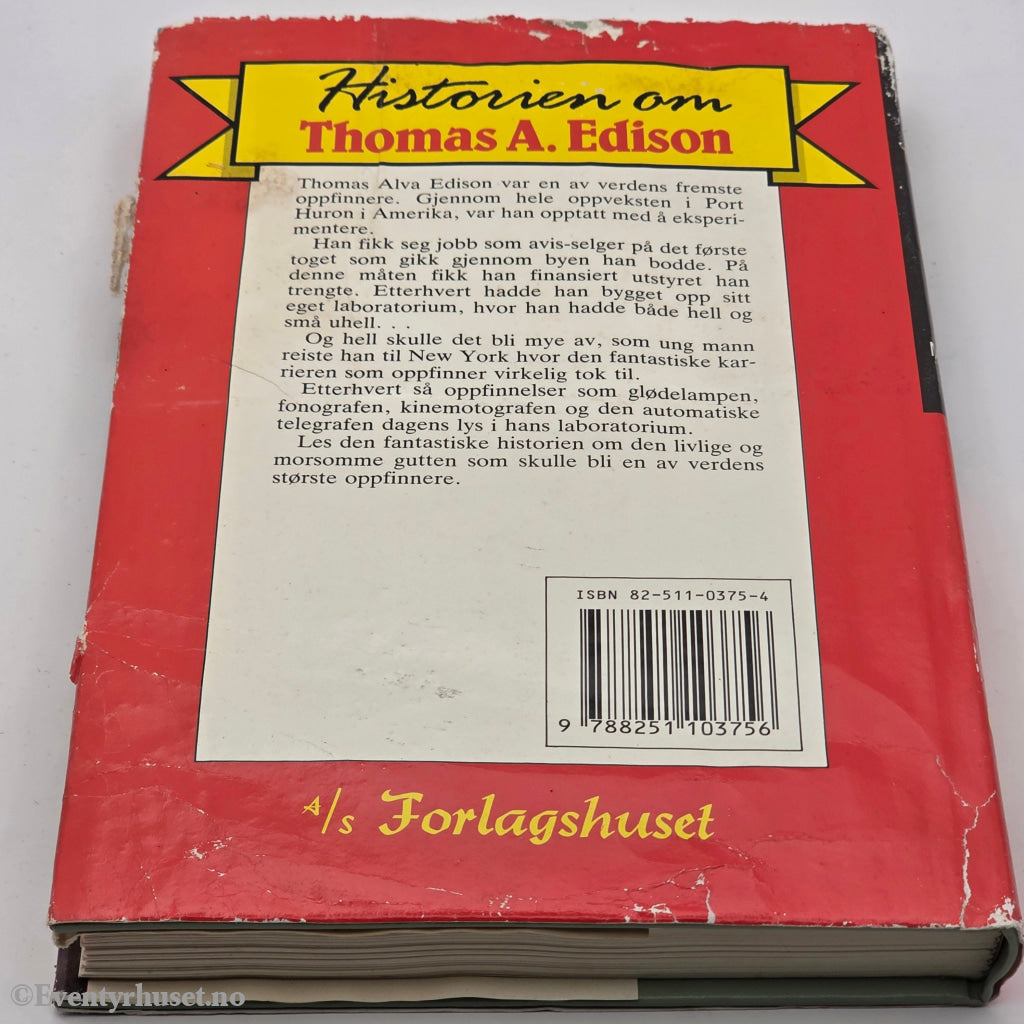 Historien om
Thomas A. Edison
Thomas Alva Edison var en av verdens fremste
oppfinnere. Gjennom hele oppveksten i Port
Huron i Amerika, var han opptatt med å eksperi-
mentere.
Han fikk seg jobb som avis-selger på det første
toget som gikk gjennom byen han bodde. På
denne måten fikk han finansiert utstyret han
trengte. Etterhvert hadde han bygget opp sitt
eget laboratorium, hvor han hadde både hell og
små uhell. . .
Og hell skulle det bli mye av, som ung mann
reiste han til New York hvor den fantastiske kar-
rieren som oppfinner virkelig tok til.
Etterhvert så oppfinnelser som glødelampen,
fonografen, kinemotografen og den automatiske
telegrafen dagens lys i hans laboratorium.
Les den fantastiske historien om den livlige og
morsomme gutten som skulle bli en av verdens
største oppfinnere.
ISBN 82-511-0375-4
9 788251 103756
A/s Forlagshuset
©Eventyrhuset.no